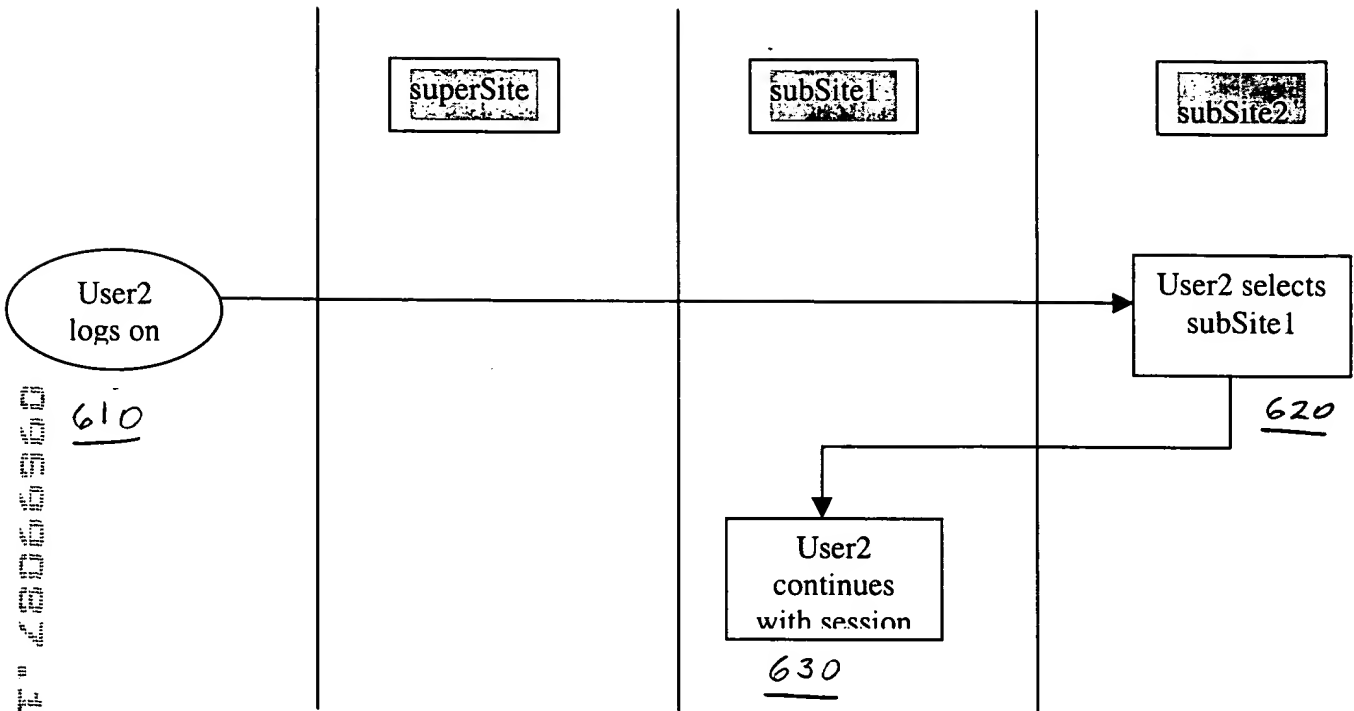 superSite
subSite1
subSite2
User2
logs on
User2 selects
subSite1
610
620
User2
continues
with session
630